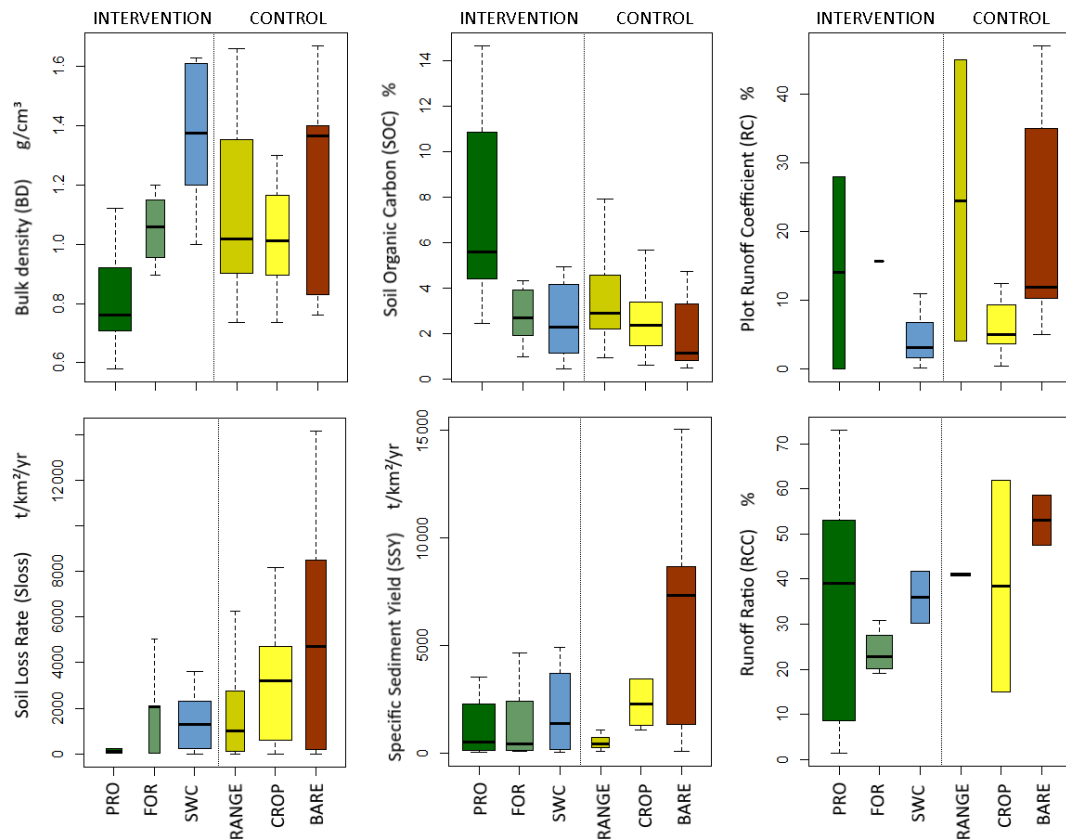 INTERVENTION CONTROL
INTERVENTION CONTROL
INTERVENTION CONTROL
Bulk density (BD) g/cm³
0.6 0.8 1.0 1.2 1.4 1.6
Soil Organic Carbon (SOC) %
0 2 4 6 8 10 12 14
Plot Runoff Coefficient (RC) %
0 10 20 30 40
Soil Loss Rate (Sloss) t/km²/yr
0 2000 4000 6000 8000 12000
Specific Sediment Yield (SSY) t/km²/yr
0 5000 10000 15000
Runoff Ratio (RCC) %
0 10 20 30 40 50 60 70
PRO FOR SWC RANGE CROP BARE
PRO FOR SWC RANGE CROP BARE
PRO FOR SWC RANGE CROP BARE